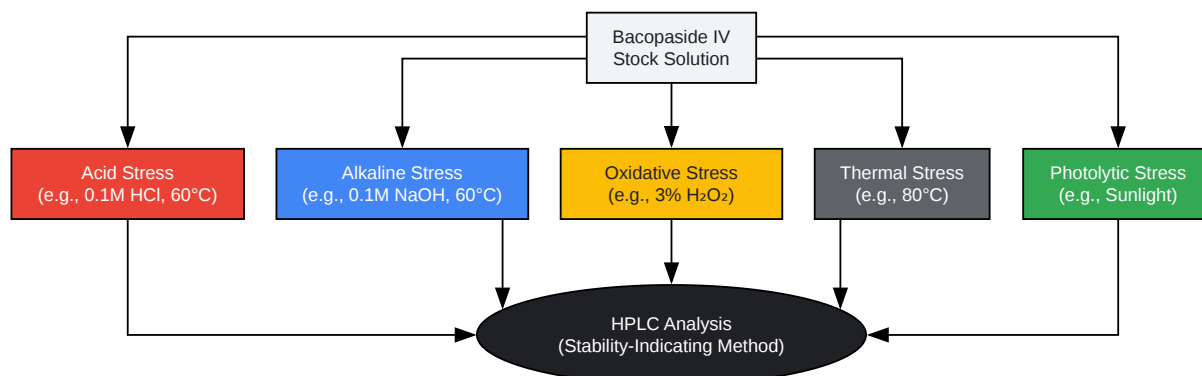 Bacopaside IV
Stock Solution
Acid Stress
(e.g., 0.1M HCl, 60°C)
Alkaline Stress
(e.g., 0.1M NaOH, 60°C)
Oxidative Stress
(e.g., 3% H₂O₂)
Thermal Stress
(e.g., 80°C)
Photolytic Stress
(e.g., Sunlight)
HPLC Analysis
(Stability-Indicating Method)